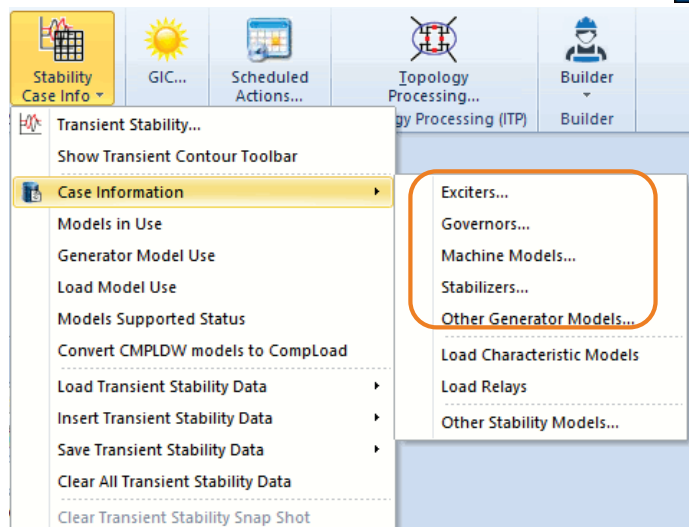 Stability
Case Info
GIC...
Scheduled
Actions...
Topology
Processing...
Builder
gy Processing (ITP)
Builder
Transient Stability...
Show Transient Contour Toolbar
Case Information
Models in Use
Generator Model Use
Load Model Use
Models Supported Status
Convert CMPLDW models to CompLoad
Load Transient Stability Data
Insert Transient Stability Data
Save Transient Stability Data
Clear All Transient Stability Data
Clear Transient Stability Snap Shot
Exciters...
Governors...
Machine Models...
Stabilizers...
Other Generator Models...
Load Characteristic Models
Load Relays
Other Stability Models...